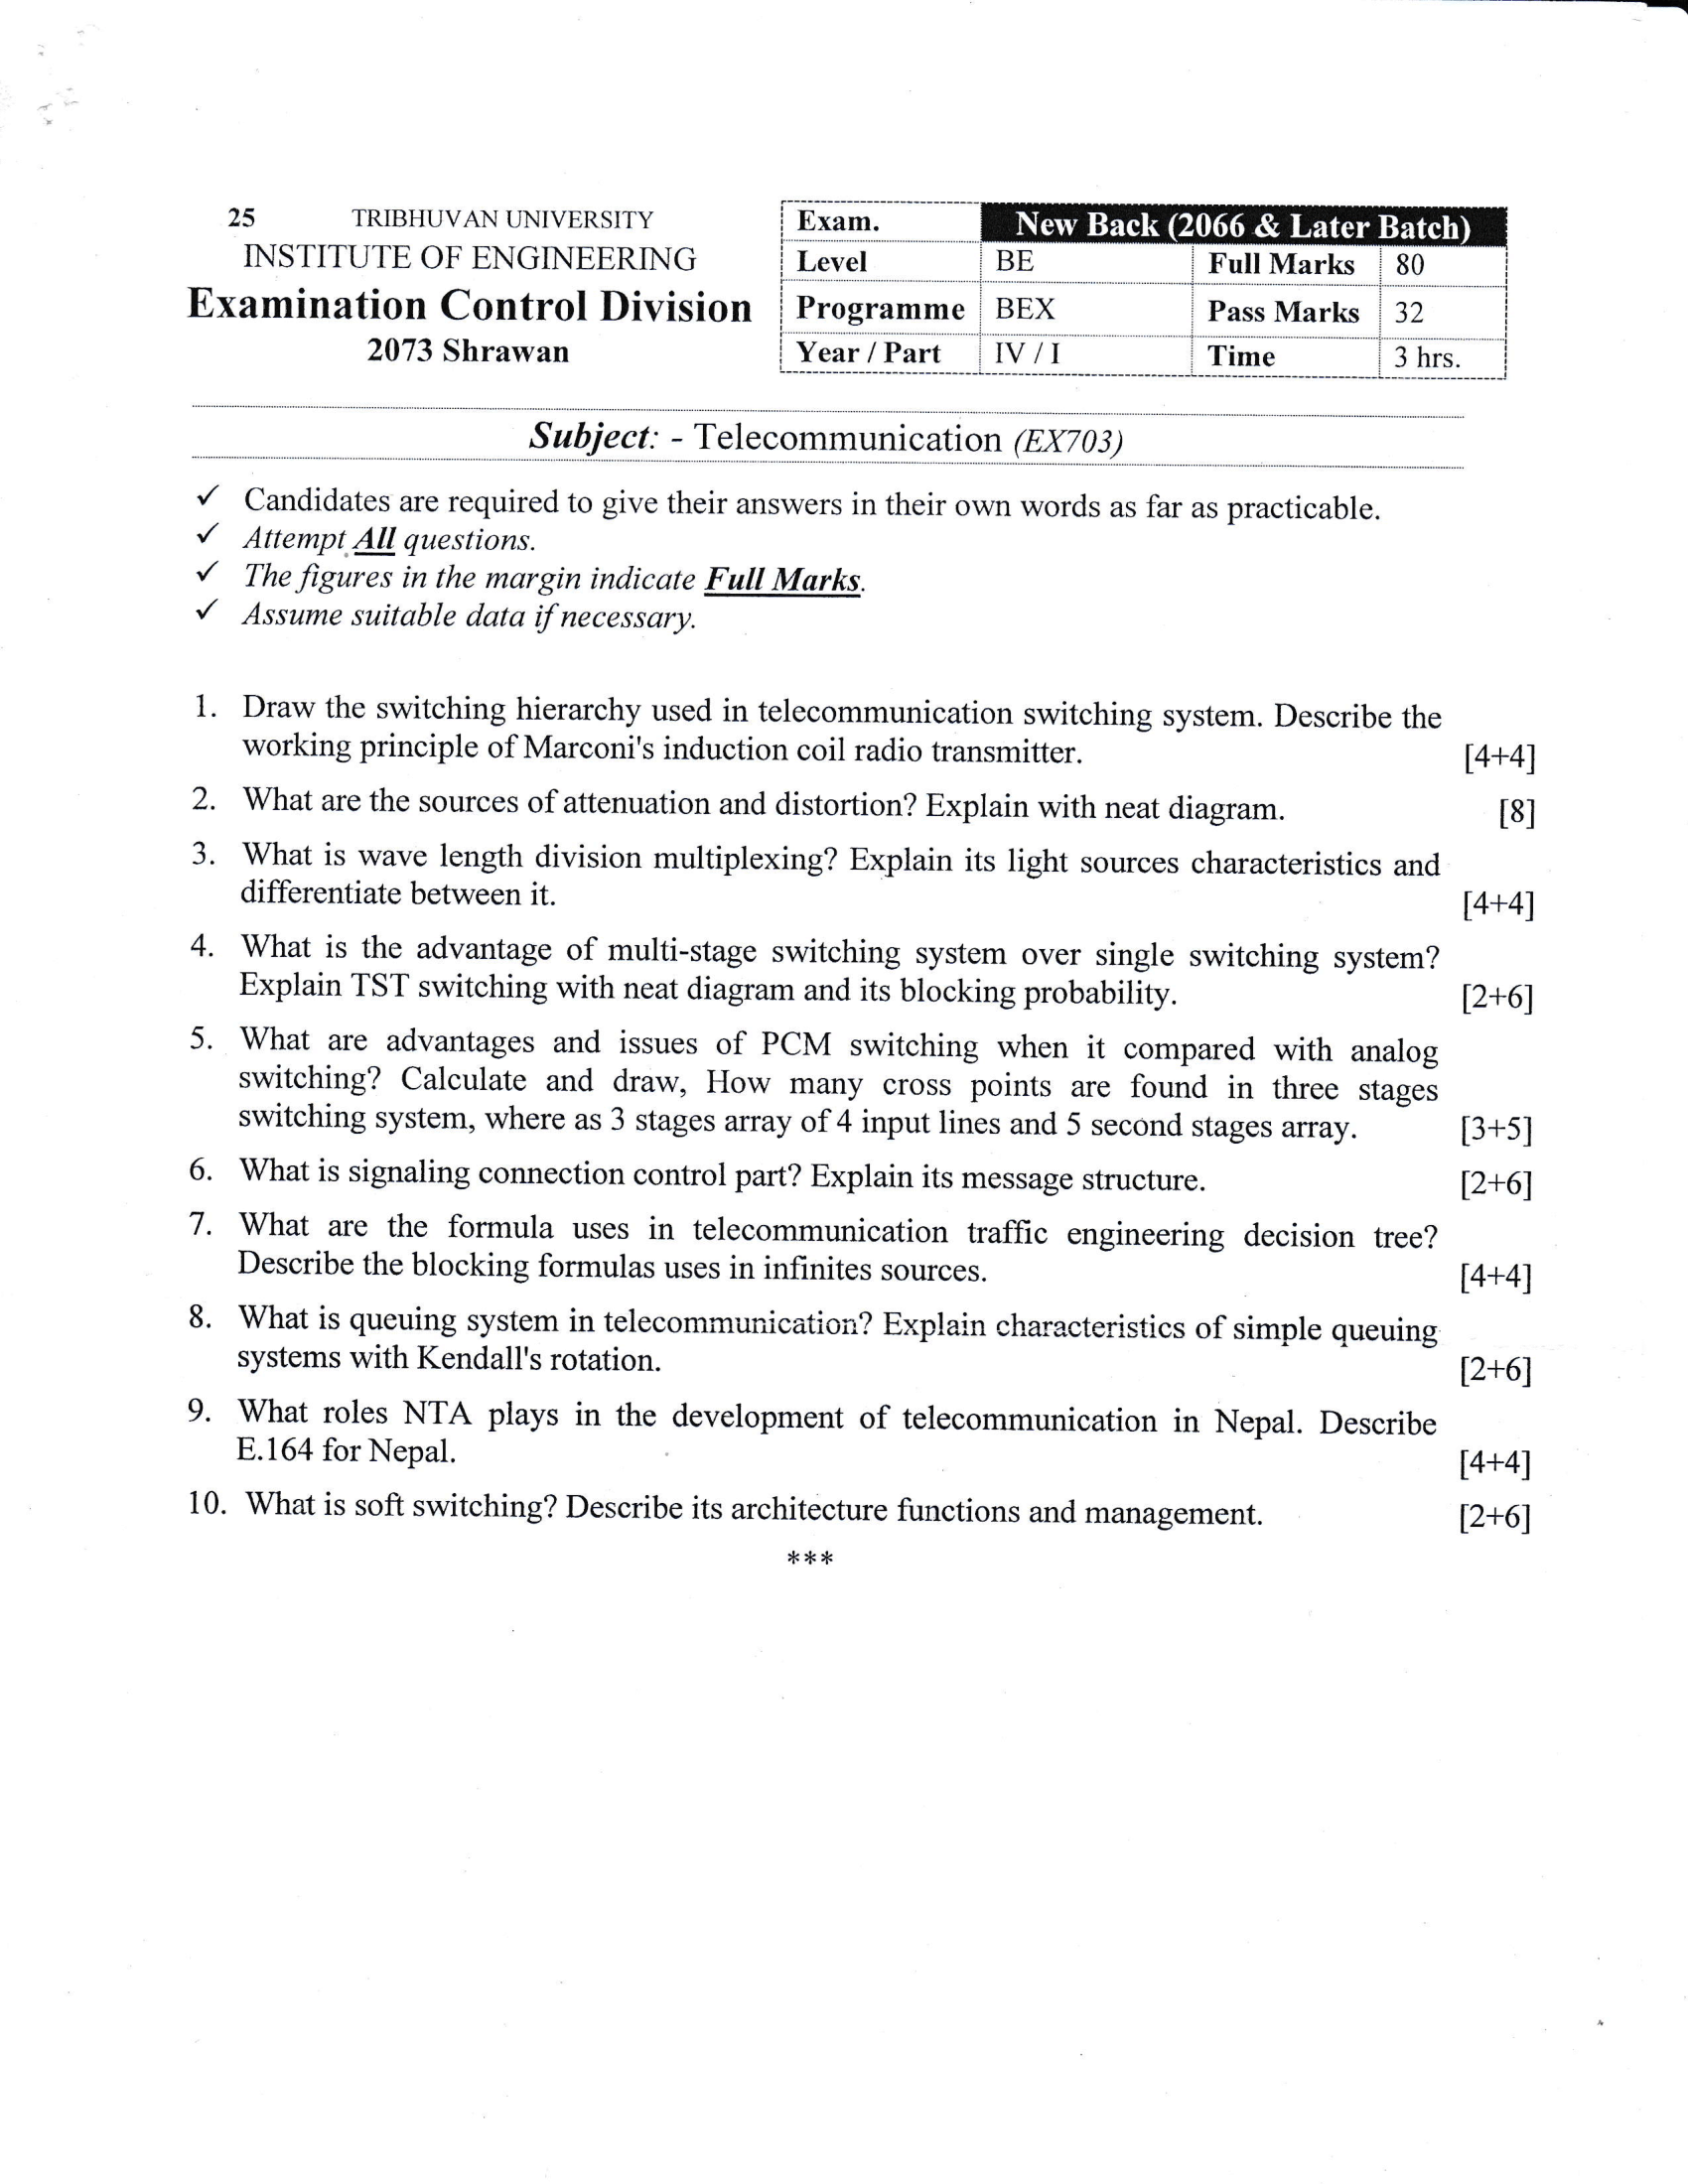 25 TRIBHUVAN UNIVERSITY
INSTITUTE OF ENGINEERING
Examination Control Division
2073 Shrawan
Exam. New Back (2066 & Later Batch)
Level BE Full Marks 80
Programme BEX Pass Marks 32
Year / Part IV / I Time 3 hrs.
Subject: - Telecommunication (EX703)
✓ Candidates are required to give their answers in their own words as far as practicable.
✓ Attempt All questions.
✓ The figures in the margin indicate Full Marks.
✓ Assume suitable data if necessary.
1. Draw the switching hierarchy used in telecommunication switching system. Describe the
working principle of Marconi's induction coil radio transmitter. [4+4]
2. What are the sources of attenuation and distortion? Explain with neat diagram. [8]
3. What is wave length division multiplexing? Explain its light sources characteristics and
differentiate between it. [4+4]
4. What is the advantage of multi-stage switching system over single switching system?
Explain TST switching with neat diagram and its blocking probability. [2+6]
5. What are advantages and issues of PCM switching when it compared with analog
switching? Calculate and draw, How many cross points are found in three stages
switching system, where as 3 stages array of 4 input lines and 5 second stages array. [3+5]
6. What is signaling connection control part? Explain its message structure. [2+6]
7. What are the formula uses in telecommunication traffic engineering decision tree?
Describe the blocking formulas uses in infinites sources. [4+4]
8. What is queuing system in telecommunication? Explain characteristics of simple queuing
systems with Kendall's rotation. [2+6]
9. What roles NTA plays in the development of telecommunication in Nepal. Describe
E.164 for Nepal. [4+4]
10. What is soft switching? Describe its architecture functions and management. [2+6]
***